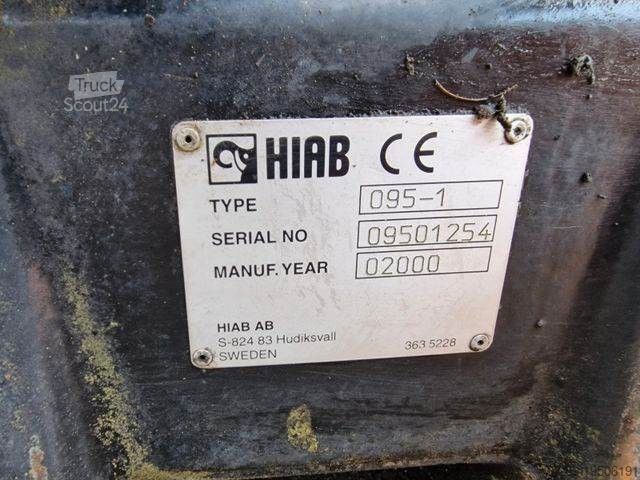 Truck
Scout24
HIAB CE
TYPE 095-1
SERIAL NO 09501254
MANUF. YEAR 02000
HIAB AB
S-824 83 Hudiksvall
SWEDEN
363 5228